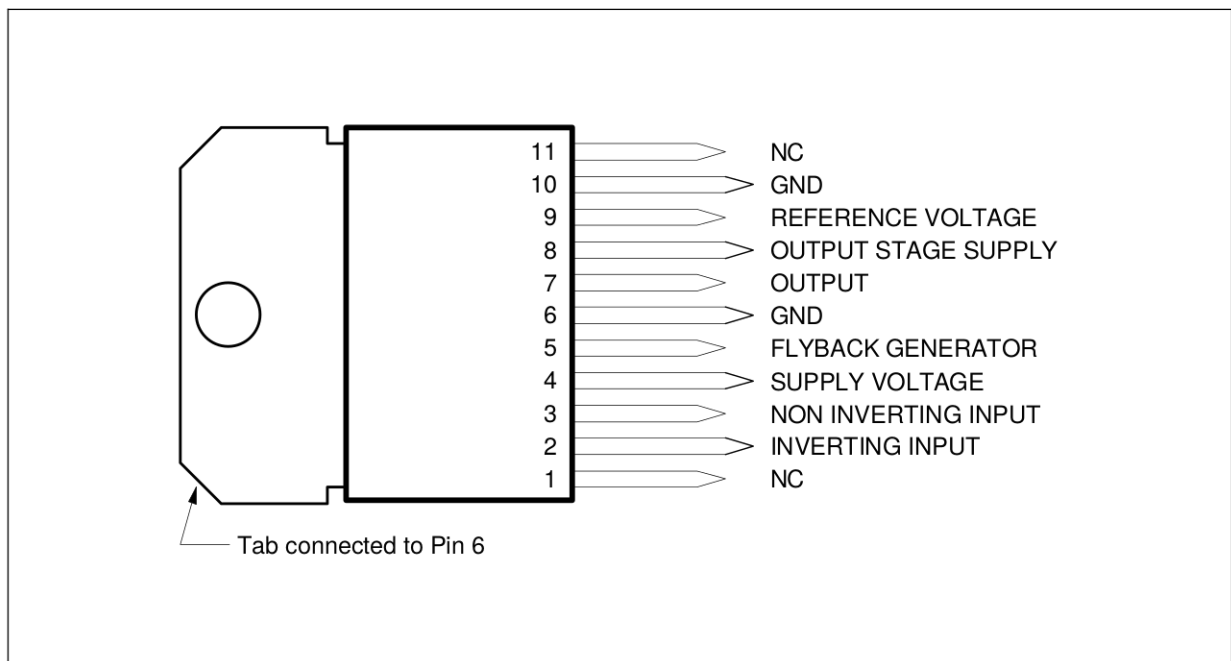 11 NC
10 GND
9 REFERENCE VOLTAGE
8 OUTPUT STAGE SUPPLY
7 OUTPUT
6 GND
5 FLYBACK GENERATOR
4 SUPPLY VOLTAGE
3 NON INVERTING INPUT
2 INVERTING INPUT
1 NC
Tab connected to Pin 6